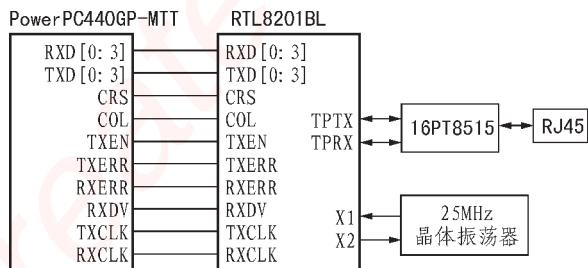 PowerPC440GP-MTT
RTL8201BL
RXD[0: 3]
TXD[0: 3]
CRS
COL
TXEN
TXERR
RXERR
RXDV
TXCLK
RXCLK
RXD[0: 3]
TXD[0: 3]
CRS
COL
TXEN
TXERR
RXERR
RXDV
TXCLK
RXCLK
TPTX
TPRX
X1
X2
16PT8515
RJ45
25MHz
晶体振荡器